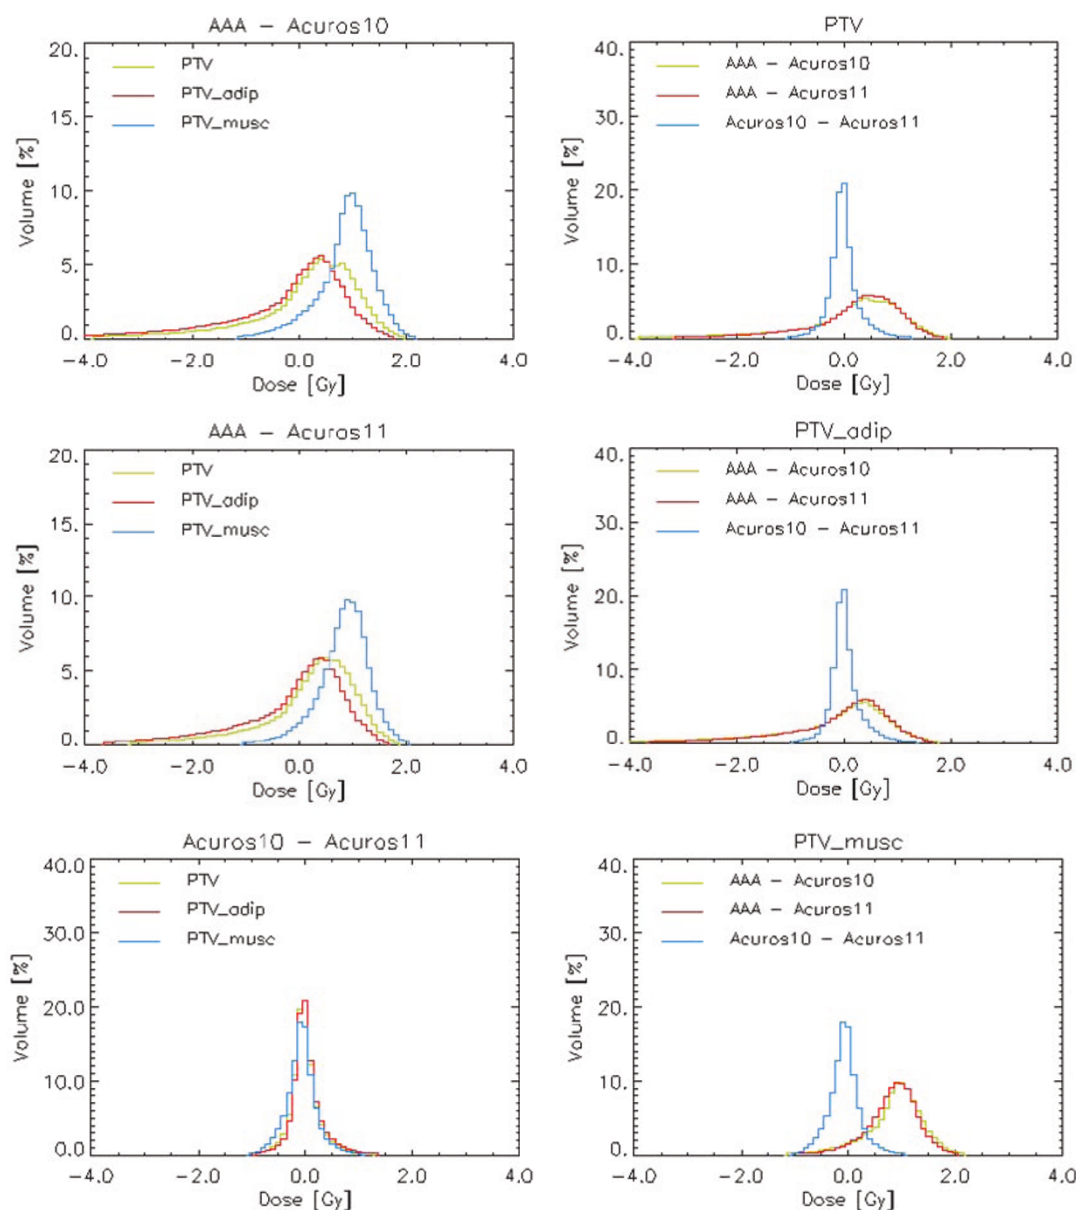 AAA - Acuros10
20.
15.
10.
5.
0.
Volume [%]
PTV
PTV_adip
PTV_musc
-4.0 -2.0 0.0 2.0 4.0
Dose [Gy]
PTV
40.
30.
20.
10.
0.
Volume [%]
AAA - Acuros10
AAA - Acuros11
Acuros10 - Acuros11
-4.0 -2.0 0.0 2.0 4.0
Dose [Gy]
AAA - Acuros11
20.
15.
10.
5.
0.
Volume [%]
PTV
PTV_adip
PTV_musc
-4.0 -2.0 0.0 2.0 4.0
Dose [Gy]
PTV_adip
40.
30.
20.
10.
0.
Volume [%]
AAA - Acuros10
AAA - Acuros11
Acuros10 - Acuros11
-4.0 -2.0 0.0 2.0 4.0
Dose [Gy]
Acuros10 - Acuros11
40.0
30.0
20.0
10.0
0.0
Volume [%]
PTV
PTV_adip
PTV_musc
-4.0 -2.0 0.0 2.0 4.0
Dose [Gy]
PTV_musc
40.
30.
20.
10.
0.
Volume [%]
AAA - Acuros10
AAA - Acuros11
Acuros10 - Acuros11
-4.0 -2.0 0.0 2.0 4.0
Dose [Gy]